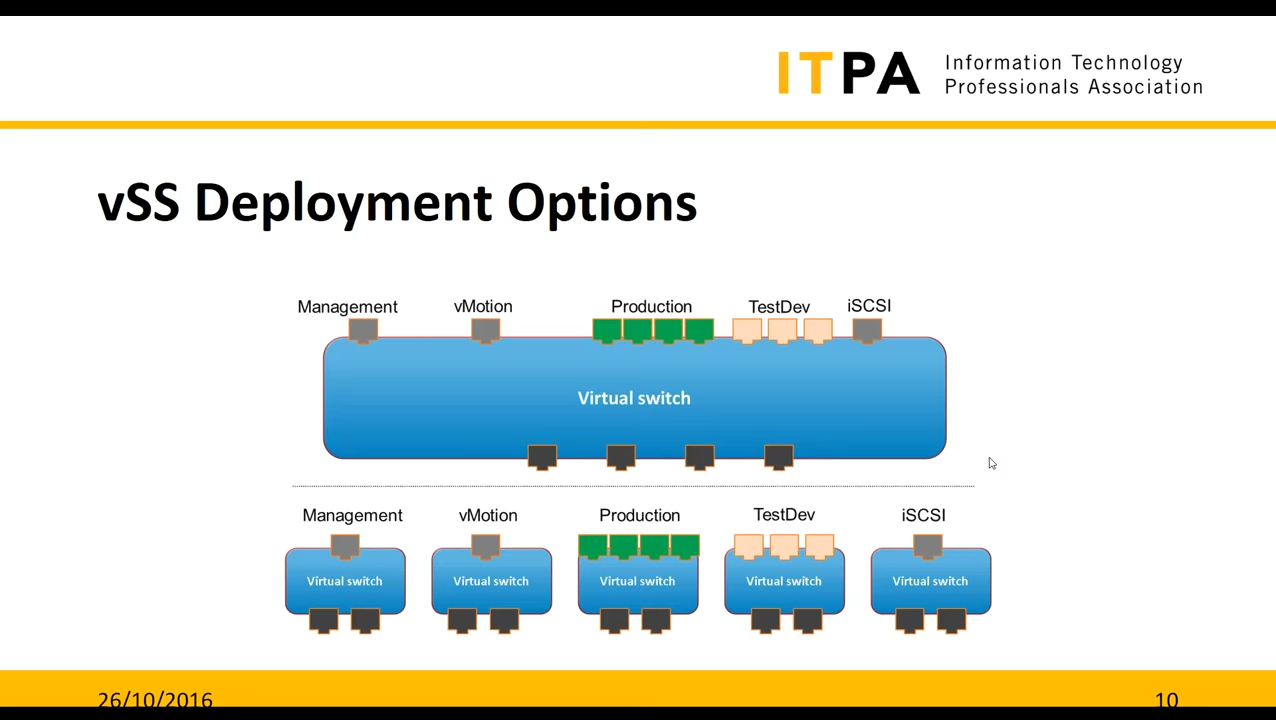 ITPA
Information Technology
Professionals Association
vSS Deployment Options
Management vMotion Production TestDev iSCSI
Virtual switch
Management vMotion Production TestDev iSCSI
Virtual switch Virtual switch Virtual switch Virtual switch Virtual switch
26/10/2016 10